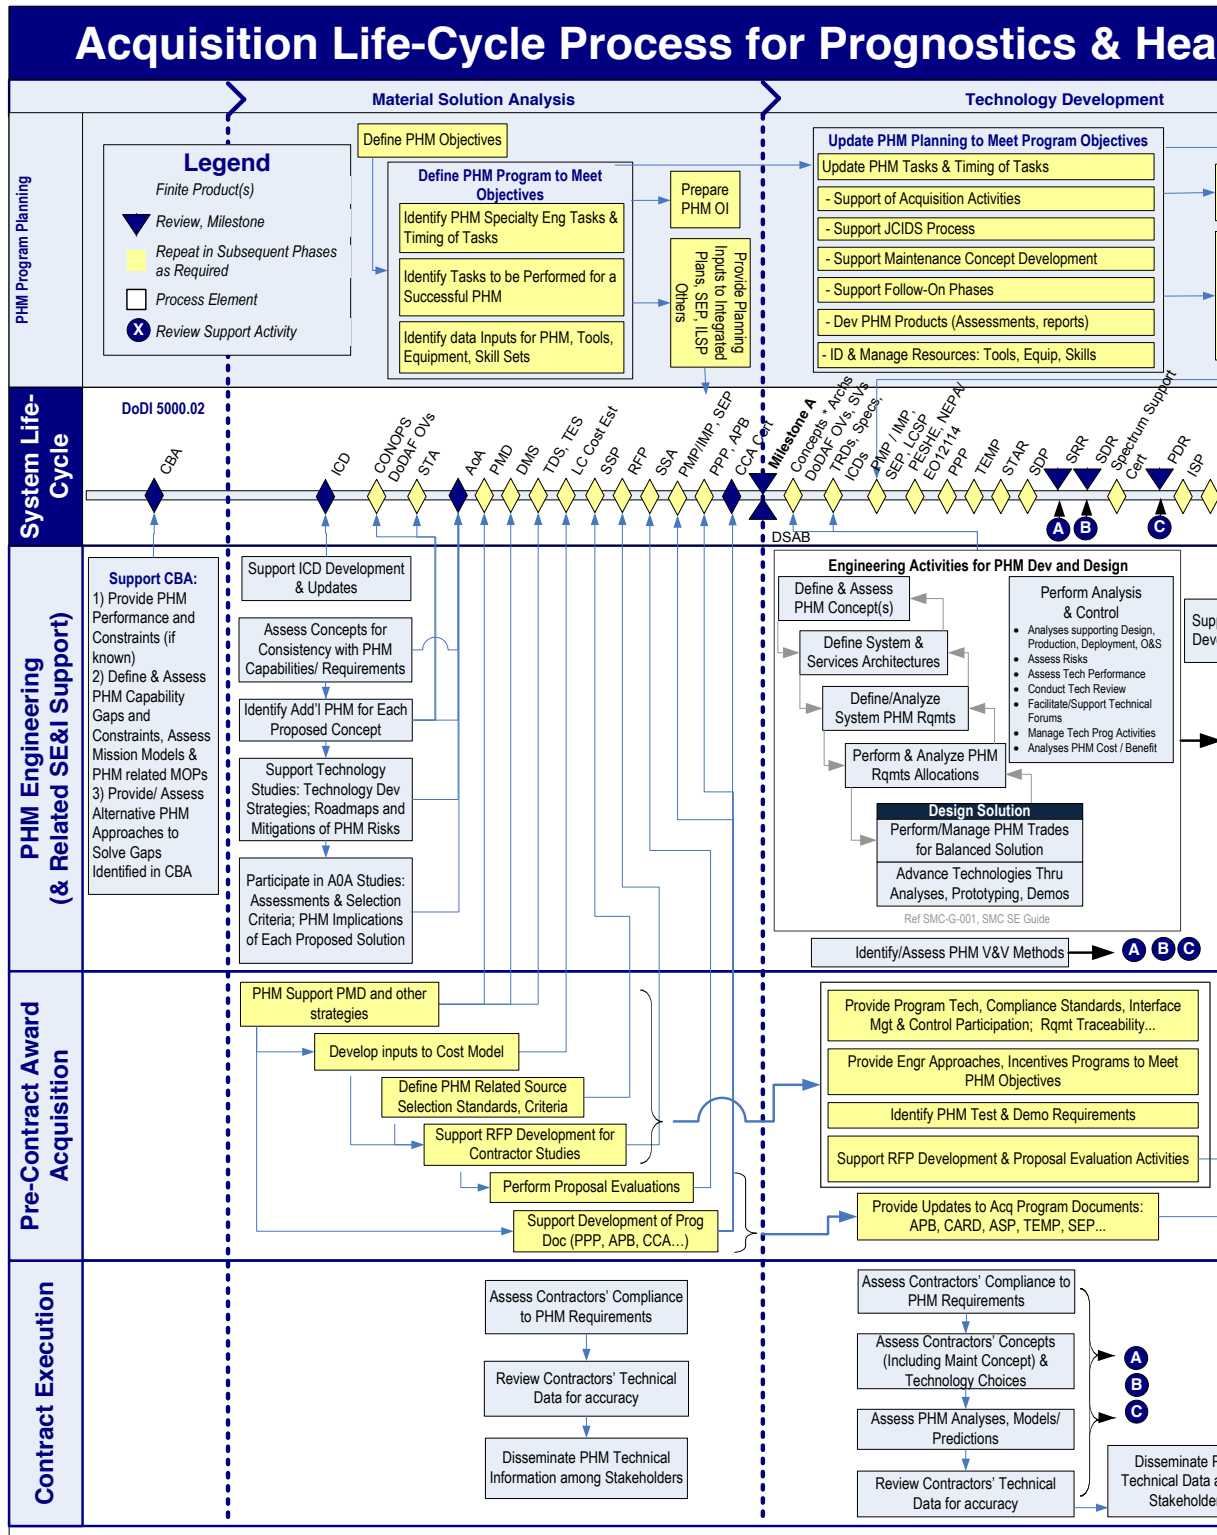 Acquisition Life-Cycle Process for Prognostics & Hea
Material Solution Analysis
Technology Development
PHM Program Planning
Legend
Finite Product(s)
Review, Milestone
Repeat in Subsequent Phases
as Required
Process Element
X
Review Support Activity
Define PHM Objectives
Define PHM Program to Meet
Objectives
Identify PHM Specialty Eng Tasks &
Timing of Tasks
Identify Tasks to be Performed for a
Successful PHM
Identify data Inputs for PHM, Tools,
Equipment, Skill Sets
Prepare
PHM OI
Provide Planning
Inputs to Integrated
Plans, SEP, ILSP
Others
Update PHM Planning to Meet Program Objectives
Update PHM Tasks & Timing of Tasks
- Support of Acquisition Activities
- Support JCIDS Process
- Support Maintenance Concept Development
- Support Follow-On Phases
- Dev PHM Products (Assessments, reports)
- ID & Manage Resources: Tools, Equip, Skills
System Life-
Cycle
DoDI 5000.02
CBA
ICD
CONOPS
DoDAF OVs
STA
AoA
PMD
DMS
TDS, TES
LC Cost Est
SSP
RFP
SSA
PMP/IMP, SEP
PPP, APB
CCA Cert
Milestone A
Concepts * Archs
DoDAF OVs, SVs
TRDs, Specs,
ICDs
PMP / IMP,
SEP, LCSP
PESHE, NEPA/
EO12114
PPP
TEMP
STAR
SDP
SRR
SDR
Spectrum Support
Cert
PDR
ISP
A
B
C
DSAB
PHM Engineering
(& Related SE&I Support)
Support CBA:
1) Provide PHM
Performance and
Constraints (if
known)
2) Define & Assess
PHM Capability
Gaps and
Constraints, Assess
Mission Models &
PHM related MOPs
3) Provide/ Assess
Alternative PHM
Approaches to
Solve Gaps
Identified in CBA
Support ICD Development
& Updates
Assess Concepts for
Consistency with PHM
Capabilities/ Requirements
Identify Add'l PHM for Each
Proposed Concept
Support Technology
Studies: Technology Dev
Strategies; Roadmaps and
Mitigations of PHM Risks
Participate in A0A Studies:
Assessments & Selection
Criteria; PHM Implications
of Each Proposed Solution
Engineering Activities for PHM Dev and Design
Define & Assess
PHM Concept(s)
Define System &
Services Architectures
Define/Analyze
System PHM Rqmts
Perform & Analyze PHM
Rqmts Allocations
Design Solution
Perform/Manage PHM Trades
for Balanced Solution
Advance Technologies Thru
Analyses, Prototyping, Demos
Ref SMC-G-001, SMC SE Guide
Perform Analysis
& Control
• Analyses supporting Design,
Production, Deployment, O&S
• Assess Risks
• Assess Tech Performance
• Conduct Tech Review
• Facilitate/Support Technical
Forums
• Manage Tech Prog Activities
• Analyses PHM Cost / Benefit
Supp
Deve
Identify/Assess PHM V&V Methods
A
B
C
Pre-Contract Award
Acquisition
PHM Support PMD and other
strategies
Develop inputs to Cost Model
Define PHM Related Source
Selection Standards, Criteria
Support RFP Development for
Contractor Studies
Perform Proposal Evaluations
Support Development of Prog
Doc (PPP, APB, CCA…)
Provide Program Tech, Compliance Standards, Interface
Mgt & Control Participation; Rqmt Traceability...
Provide Engr Approaches, Incentives Programs to Meet
PHM Objectives
Identify PHM Test & Demo Requirements
Support RFP Development & Proposal Evaluation Activities
Provide Updates to Acq Program Documents:
APB, CARD, ASP, TEMP, SEP...
Contract Execution
Assess Contractors' Compliance
to PHM Requirements
Review Contractors' Technical
Data for accuracy
Disseminate PHM Technical
Information among Stakeholders
Assess Contractors' Compliance to
PHM Requirements
Assess Contractors' Concepts
(Including Maint Concept) &
Technology Choices
Assess PHM Analyses, Models/
Predictions
Review Contractors' Technical
Data for accuracy
A
B
C
Disseminate P
Technical Data a
Stakeholder